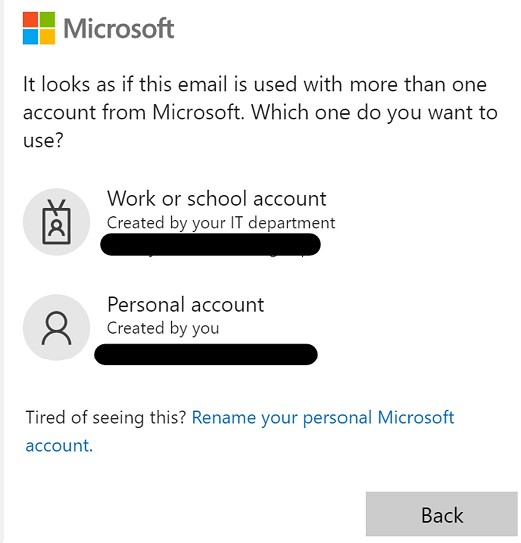 Microsoft
It looks as if this email is used with more than one
account from Microsoft. Which one do you want to
use?
Work or school account
Created by your IT department
Personal account
Created by you
Tired of seeing this? Rename your personal Microsoft
account.
Back